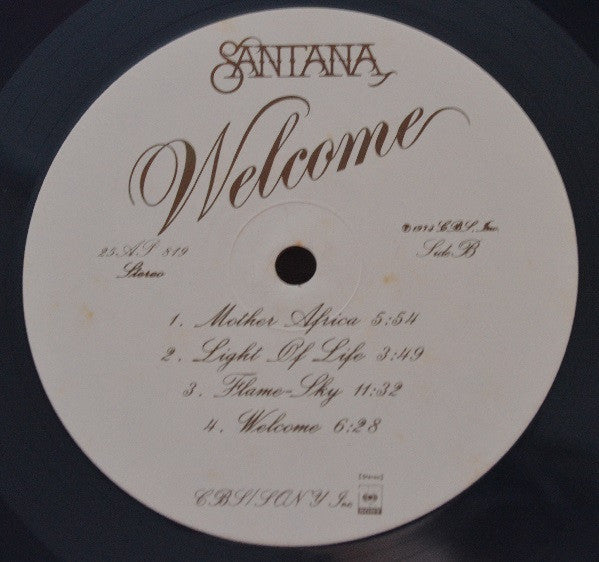 SANTANA
Welcome
25AP 819
Stereo
℗ 1973 CBS, Inc.
Side B
1. Mother Africa 5:54
2. Light Of Life 3:49
3. Flame-Sky 11:32
4. Welcome 6:28
CBS/SONY Inc
SONY